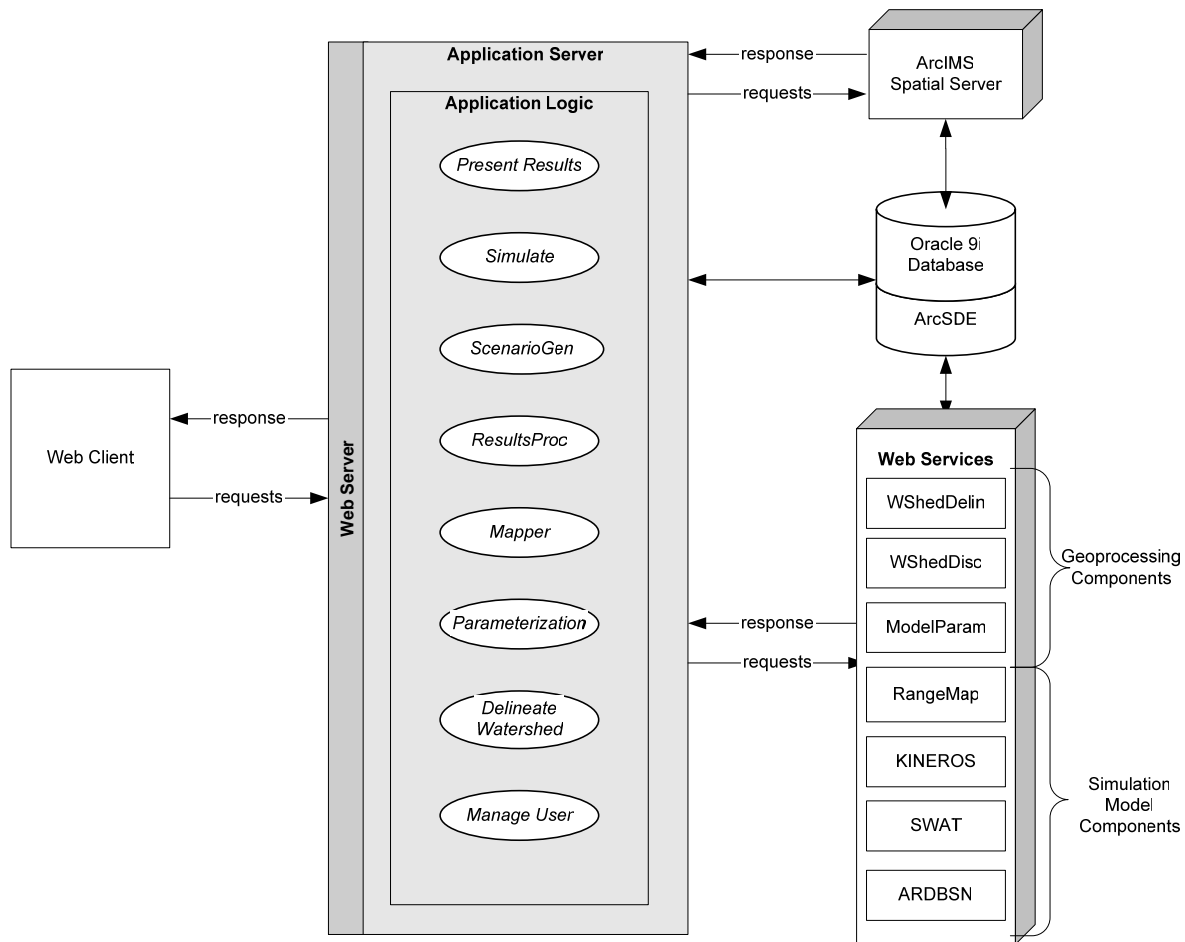 Application Server
Application Logic
Present Results
Simulate
ScenarioGen
ResultsProc
Mapper
Parameterization
Delineate
Watershed
Manage User
Web Server
Web Client
response
requests
response
requests
ArcIMS
Spatial Server
Oracle 9i
Database
ArcSDE
response
requests
Web Services
WShedDelin
WShedDisc
ModelParam
RangeMap
KINEROS
SWAT
ARDBSN
Geoprocessing
Components
Simulation
Model
Components